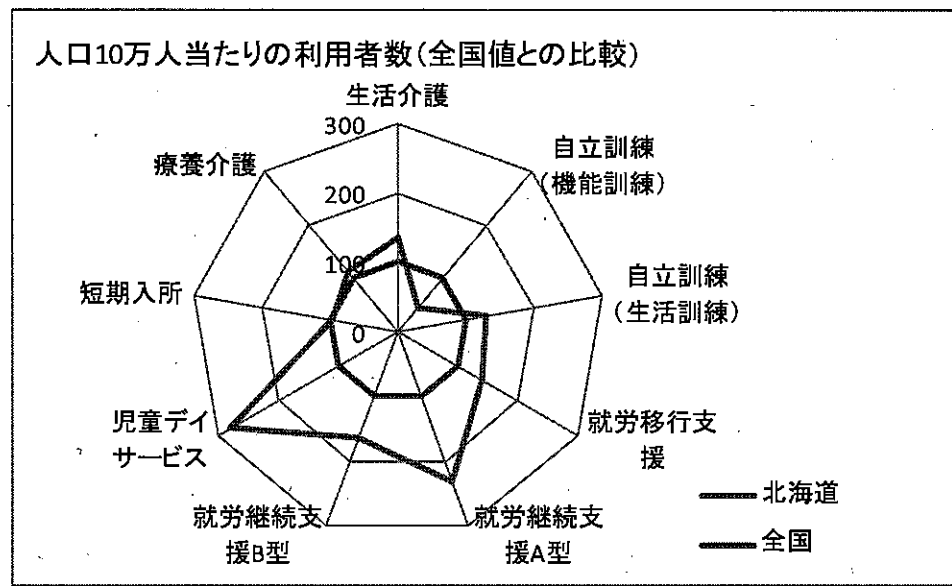 人口10万人当たりの利用者数(全国値との比較)
生活介護
300
200
100
0
自立訓練
(機能訓練)
自立訓練
(生活訓練)
就労移行支
援
就労継続支
援A型
就労継続支
援B型
児童デイ
サービス
短期入所
療養介護
北海道
全国